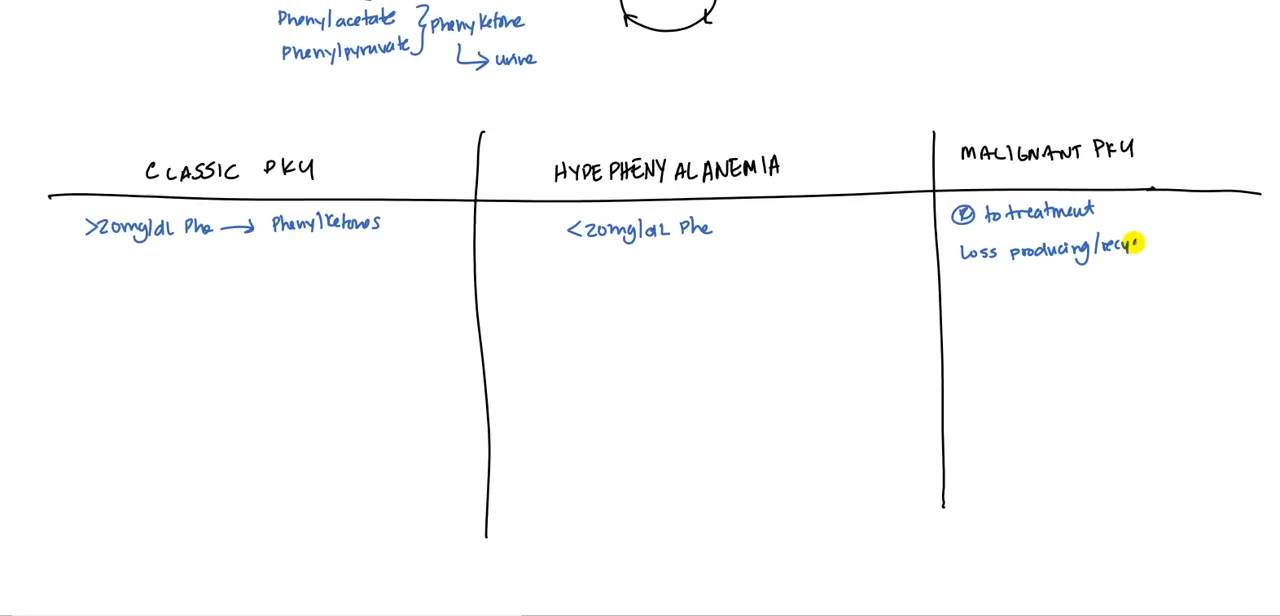 Phenylacetate
Phenylpyruvate
Phenylketone
urine
CLASSIC PKU
HYPEPHENYALANEMIA
MALIGNANT PKU
>20mg/dL Phe → Phenylketones
<20mg/dL Phe
Ⓡ to treatment
Loss producing/recy